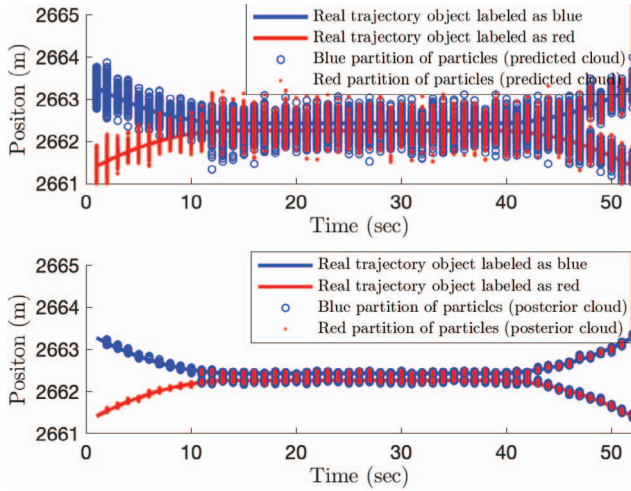 2665
2664
2663
2662
2661
Positon (m)
Real trajectory object labeled as blue
Real trajectory object labeled as red
Blue partition of particles (predicted cloud)
Red partition of particles (predicted cloud)
0 10 20 30 40 50
Time (sec)
2665
2664
2663
2662
2661
Positon (m)
Real trajectory object labeled as blue
Real trajectory object labeled as red
Blue partition of particles (posterior cloud)
Red partition of particles (posterior cloud)
0 10 20 30 40 50
Time (sec)